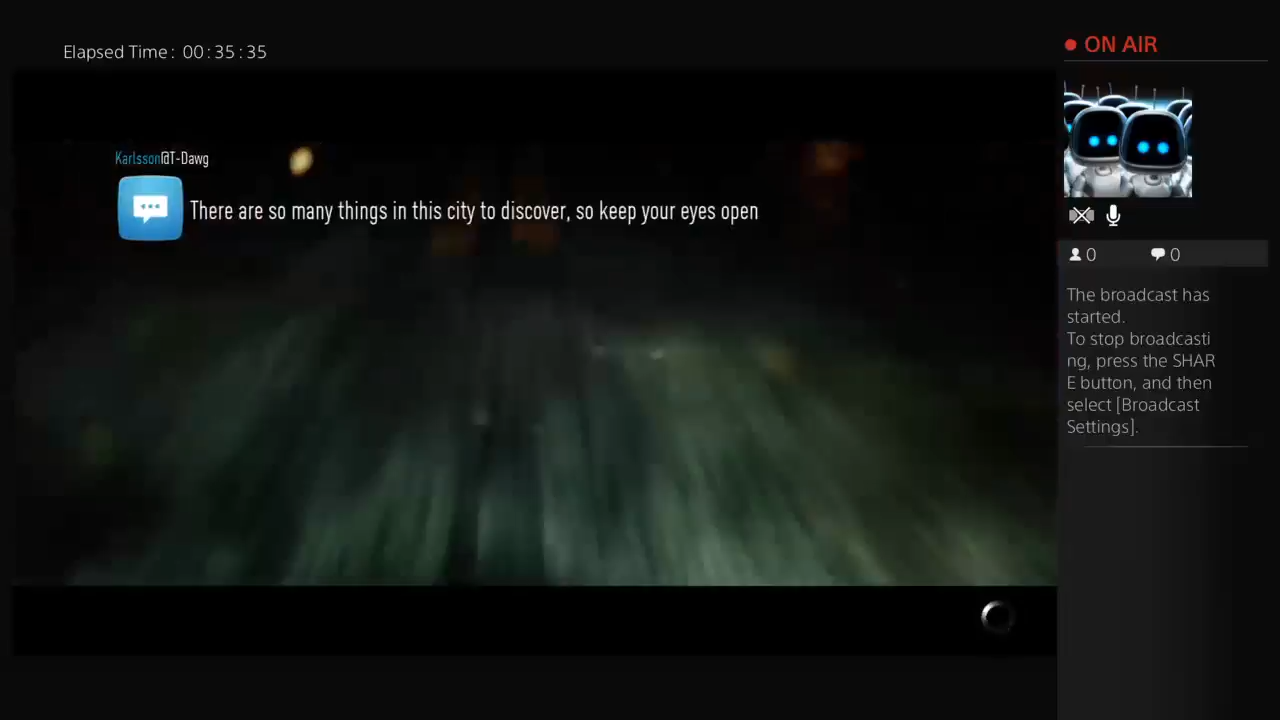 Elapsed Time: 00:35:35
ON AIR
Karlsson@T-Dawg
There are so many things in this city to discover, so keep your eyes open
0 0
The broadcast has
started.
To stop broadcasti
ng, press the SHAR
E button, and then
select [Broadcast
Settings].